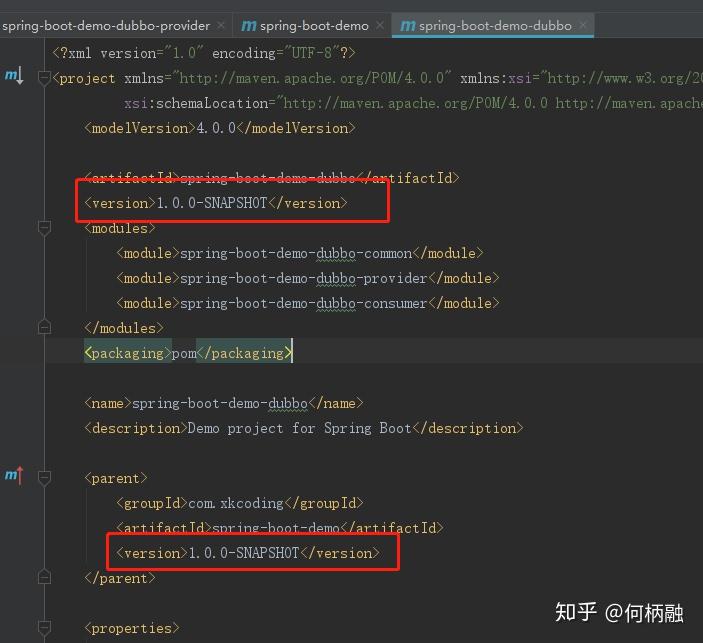 spring-boot-demo-dubbo-provider × m spring-boot-demo × m spring-boot-demo-dubbo ×
<?xml version="1.0" encoding="UTF-8"?>
<project xmlns="http://maven.apache.org/POM/4.0.0" xmlns:xsi="http://www.w3.org/20
xsi:schemaLocation="http://maven.apache.org/POM/4.0.0 http://maven.apache
<modelVersion>4.0.0</modelVersion>
<artifactId>spring-boot-demo-dubbo</artifactId>
<version>1.0.0-SNAPSHOT</version>
<modules>
<module>spring-boot-demo-dubbo-common</module>
<module>spring-boot-demo-dubbo-provider</module>
<module>spring-boot-demo-dubbo-consumer</module>
</modules>
<packaging>pom</packaging>
<name>spring-boot-demo-dubbo</name>
<description>Demo project for Spring Boot</description>
<parent>
<groupId>com.xkcoding</groupId>
<artifactId>spring-boot-demo</artifactId>
<version>1.0.0-SNAPSHOT</version>
</parent>
<properties>
知乎 @何柄融